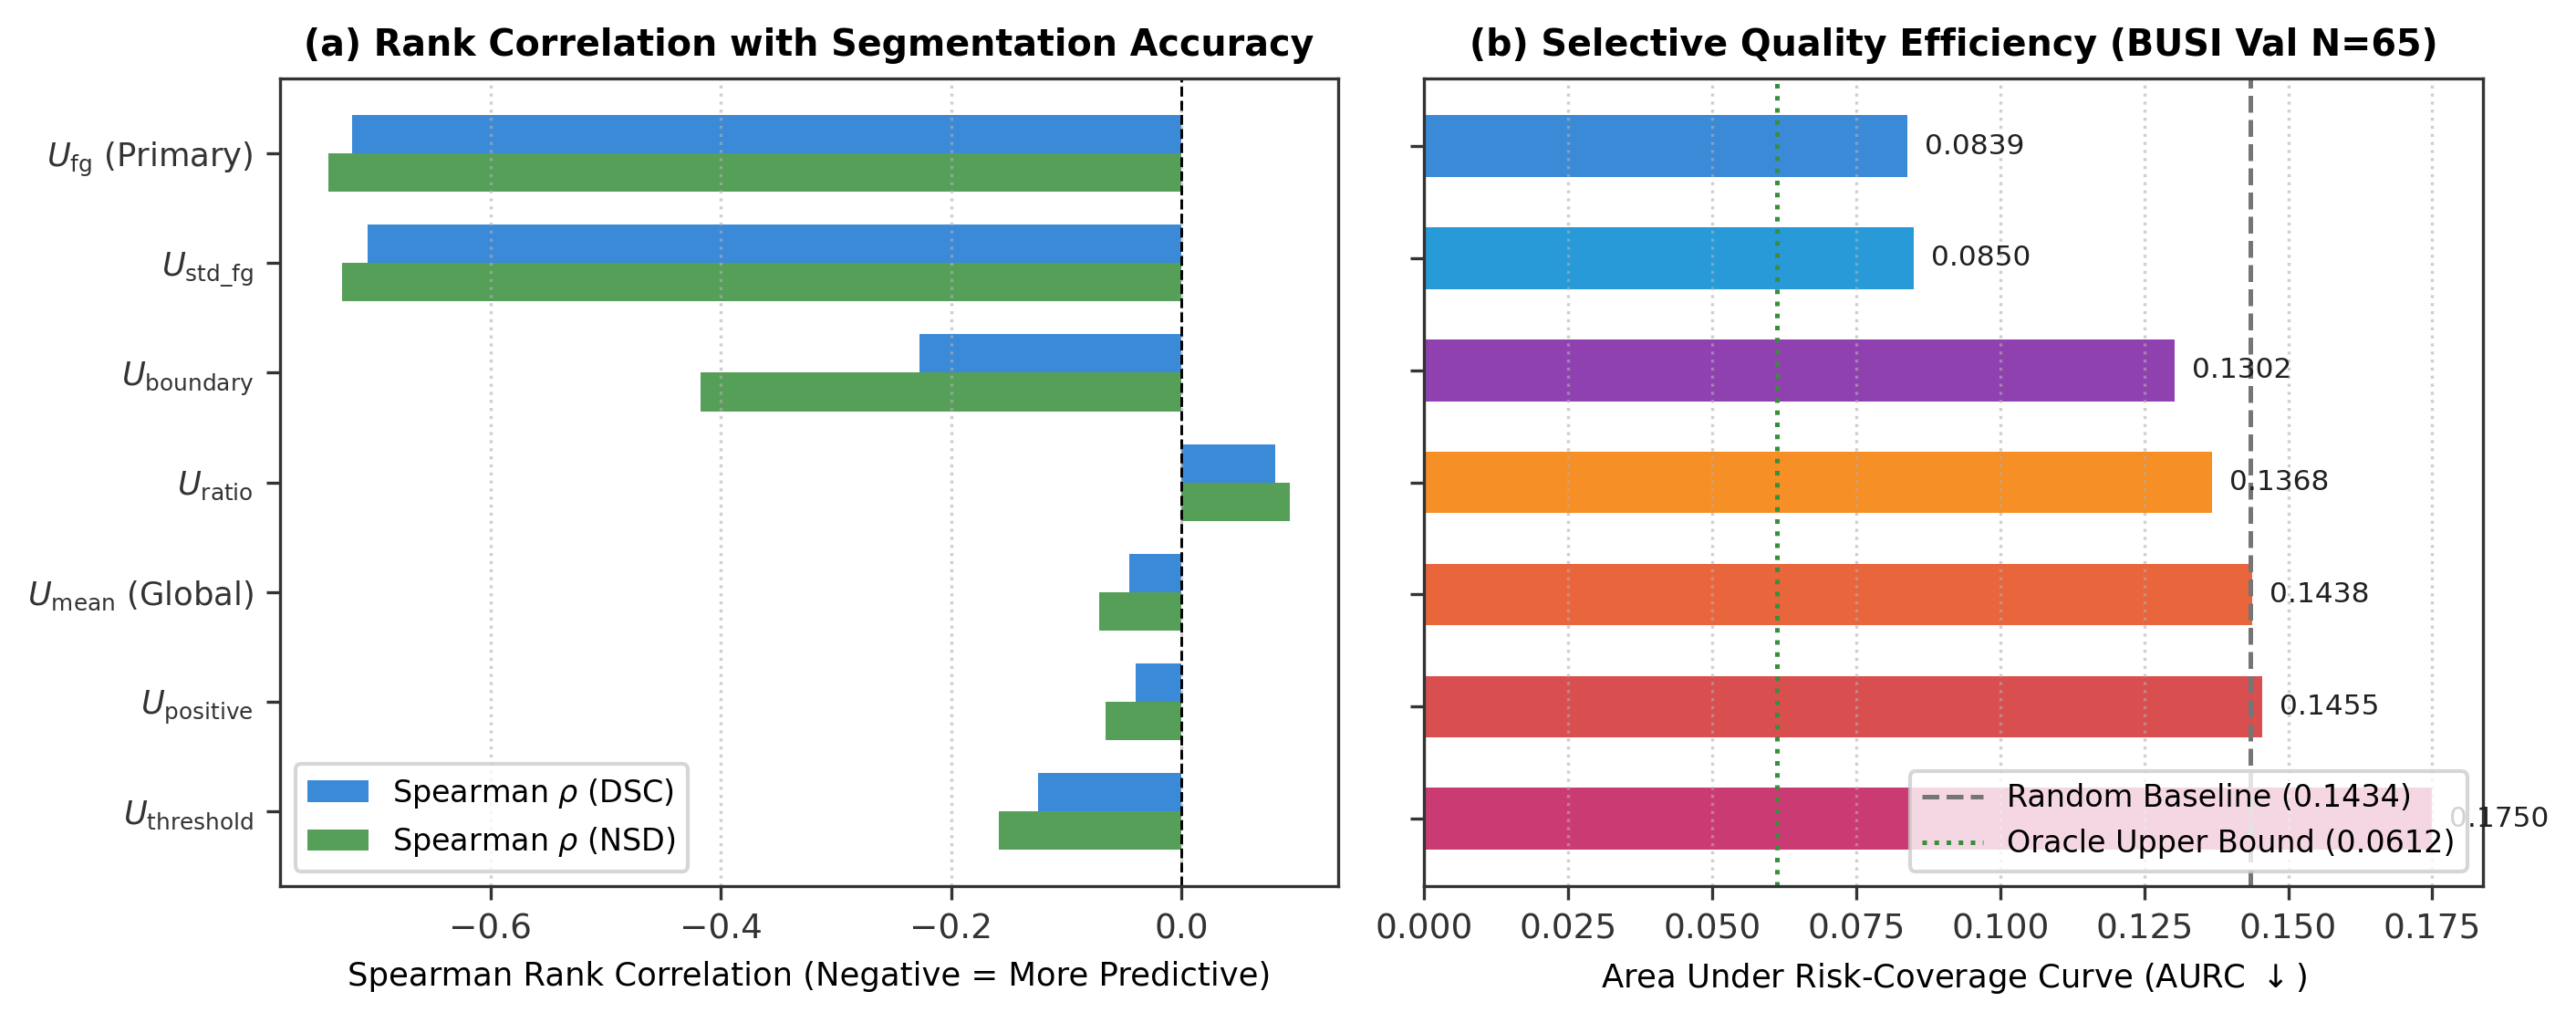 (a) Rank Correlation with Segmentation Accuracy
U_fg (Primary)
U_std_fg
U_boundary
U_ratio
U_mean (Global)
U_positive
U_threshold
Spearman ρ (DSC)
Spearman ρ (NSD)
−0.6 −0.4 −0.2 0.0
Spearman Rank Correlation (Negative = More Predictive)
(b) Selective Quality Efficiency (BUSI Val N=65)
0.0839
0.0850
0.1302
0.1368
0.1438
0.1455
0.1750
Random Baseline (0.1434)
Oracle Upper Bound (0.0612)
0.000 0.025 0.050 0.075 0.100 0.125 0.150 0.175
Area Under Risk-Coverage Curve (AURC ↓)